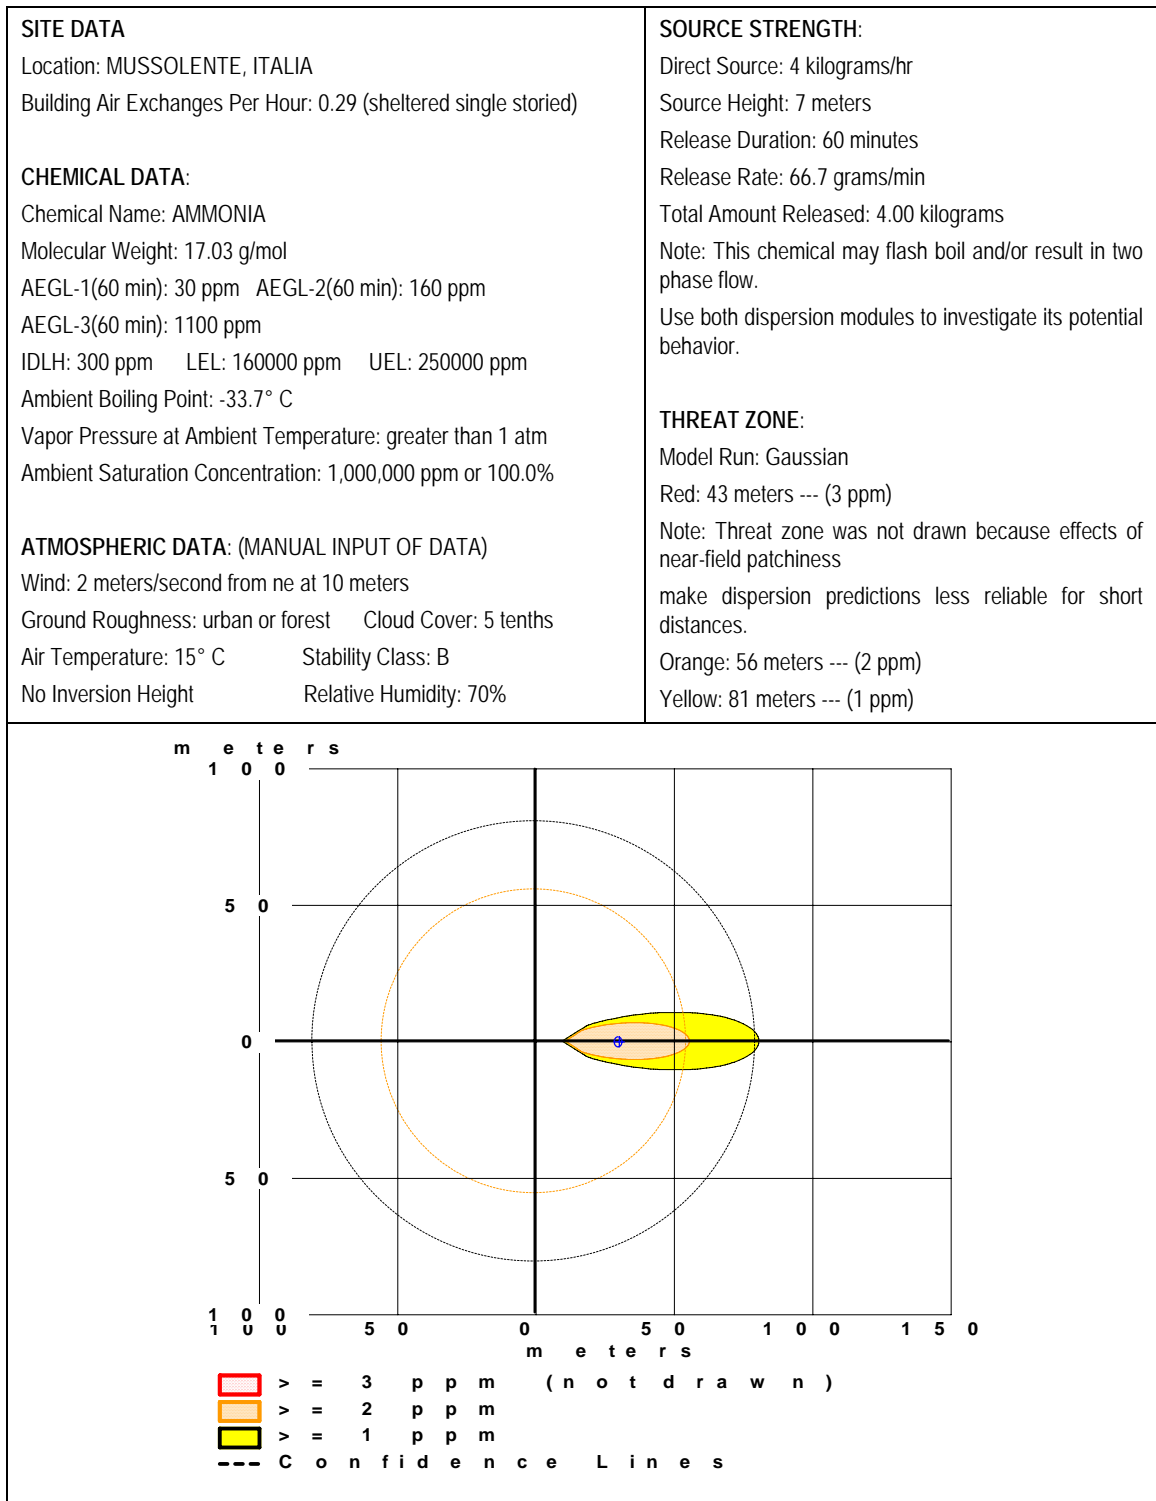 SITE DATA
Location: MUSSOLENTE, ITALIA
Building Air Exchanges Per Hour: 0.29 (sheltered single storied)
CHEMICAL DATA:
Chemical Name: AMMONIA
Molecular Weight: 17.03 g/mol
AEGL-1(60 min): 30 ppm AEGL-2(60 min): 160 ppm
AEGL-3(60 min): 1100 ppm
IDLH: 300 ppm LEL: 160000 ppm UEL: 250000 ppm
Ambient Boiling Point: -33.7° C
Vapor Pressure at Ambient Temperature: greater than 1 atm
Ambient Saturation Concentration: 1,000,000 ppm or 100.0%
ATMOSPHERIC DATA: (MANUAL INPUT OF DATA)
Wind: 2 meters/second from ne at 10 meters
Ground Roughness: urban or forest Cloud Cover: 5 tenths
Air Temperature: 15° C Stability Class: B
No Inversion Height Relative Humidity: 70%
SOURCE STRENGTH:
Direct Source: 4 kilograms/hr
Source Height: 7 meters
Release Duration: 60 minutes
Release Rate: 66.7 grams/min
Total Amount Released: 4.00 kilograms
Note: This chemical may flash boil and/or result in two
phase flow.
Use both dispersion modules to investigate its potential
behavior.
THREAT ZONE:
Model Run: Gaussian
Red: 43 meters --- (3 ppm)
Note: Threat zone was not drawn because effects of
near-field patchiness
make dispersion predictions less reliable for short
distances.
Orange: 56 meters --- (2 ppm)
Yellow: 81 meters --- (1 ppm)
meters
100
50
0
50
100
100 50 0 50 100 150
meters
>= 3 ppm (not drawn)
>= 2 ppm
>= 1 ppm
Confidence Lines